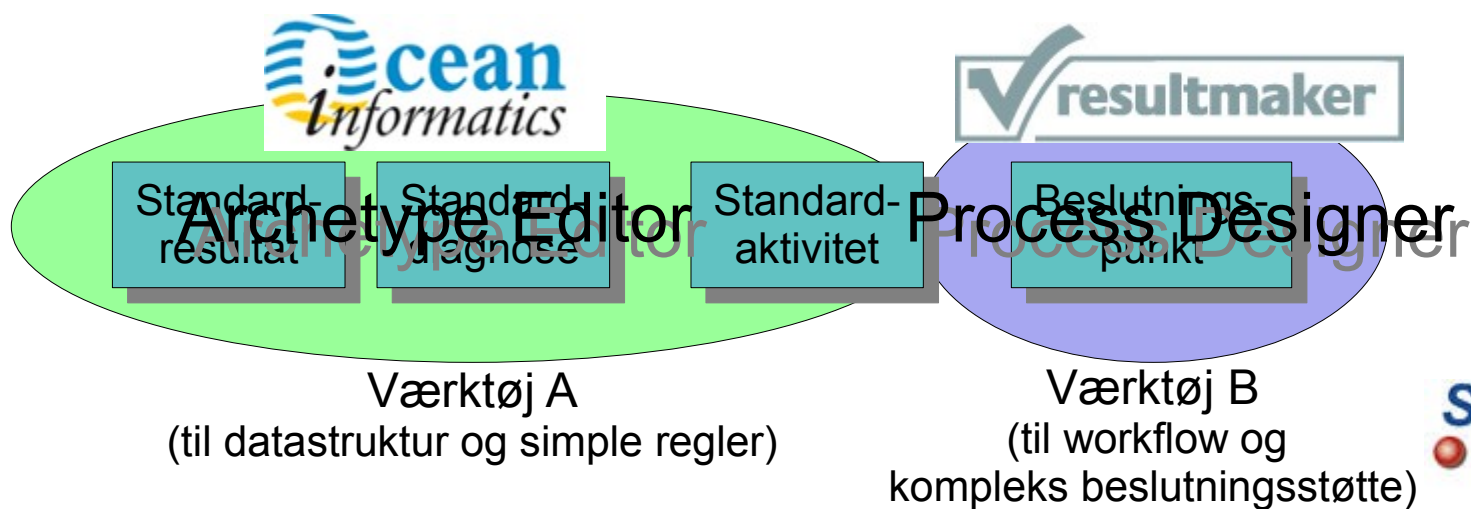 Ocean
informatics
resultmaker
Standard-
resultat
Standard-
diagnose
Standard-
aktivitet
Beslutnings-
punkt
Archetype Editor
Process Designer
Værktøj A
(til datastruktur og simple regler)
Værktøj B
(til workflow og
kompleks beslutningsstøtte)
S